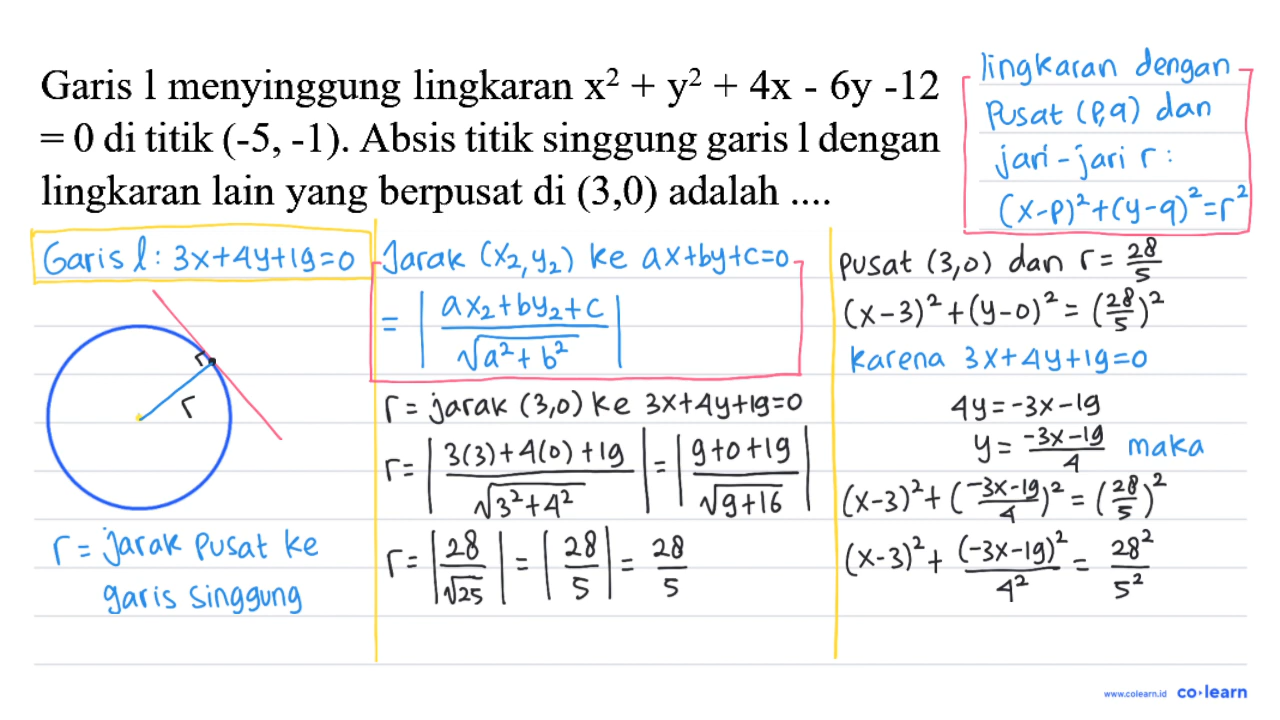 Garis l menyinggung lingkaran x² + y² + 4x - 6y -12
= 0 di titik (-5, -1). Absis titik singgung garis l dengan
lingkaran lain yang berpusat di (3,0) adalah ....
lingkaran dengan
Pusat (p,q) dan
jari-jari r:
(x-p)²+(y-q)²=r²
Garis l: 3x+4y+19=0
r
r = jarak pusat ke
garis singgung
Jarak (x₂, y₂) ke ax+by+c=0
= | (ax₂+by₂+c)/√(a²+b²) |
r = jarak (3,0) ke 3x+4y+19=0
r = | (3(3)+4(0)+19)/√(3²+4²) | = | (9+0+19)/√(9+16) |
r = | 28/√25 | = | 28/5 | = 28/5
Pusat (3,0) dan r = 28/5
(x-3)²+(y-0)² = (28/5)²
karena 3x+4y+19=0
4y = -3x-19
y = (-3x-19)/4 maka
(x-3)²+((-3x-19)/4)² = (28/5)²
(x-3)² + (-3x-19)²/4² = 28²/5²
www.colearn.id co·learn